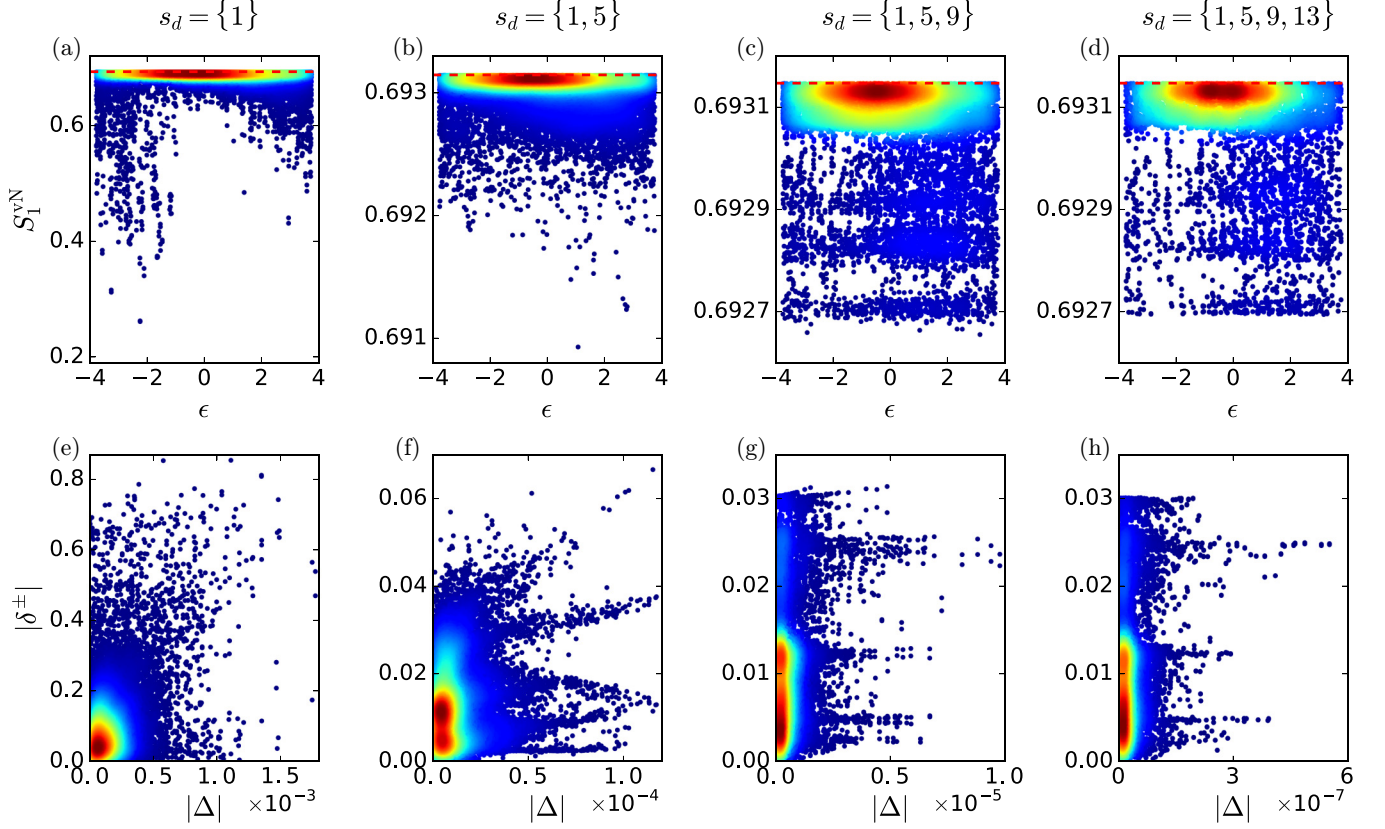 s_d = {1}
s_d = {1, 5}
s_d = {1, 5, 9}
s_d = {1, 5, 9, 13}
(a)
(b)
(c)
(d)
S_1^{vN}
0.6
0.4
0.2
−4 −2 0 2 4
ϵ
0.693
0.692
0.691
−4 −2 0 2 4
ϵ
0.6931
0.6929
0.6927
−4 −2 0 2 4
ϵ
0.6931
0.6929
0.6927
−4 −2 0 2 4
ϵ
(e)
(f)
(g)
(h)
|δ^±|
0.8
0.6
0.4
0.2
0.0
0.0 0.5 1.0 1.5
|Δ| ×10^{−3}
0.06
0.04
0.02
0.00
0.0 0.4 0.8 1.2
|Δ| ×10^{−4}
0.03
0.02
0.01
0.00
0.0 0.5 1.0
|Δ| ×10^{−5}
0.03
0.02
0.01
0.00
0 3 6
|Δ| ×10^{−7}